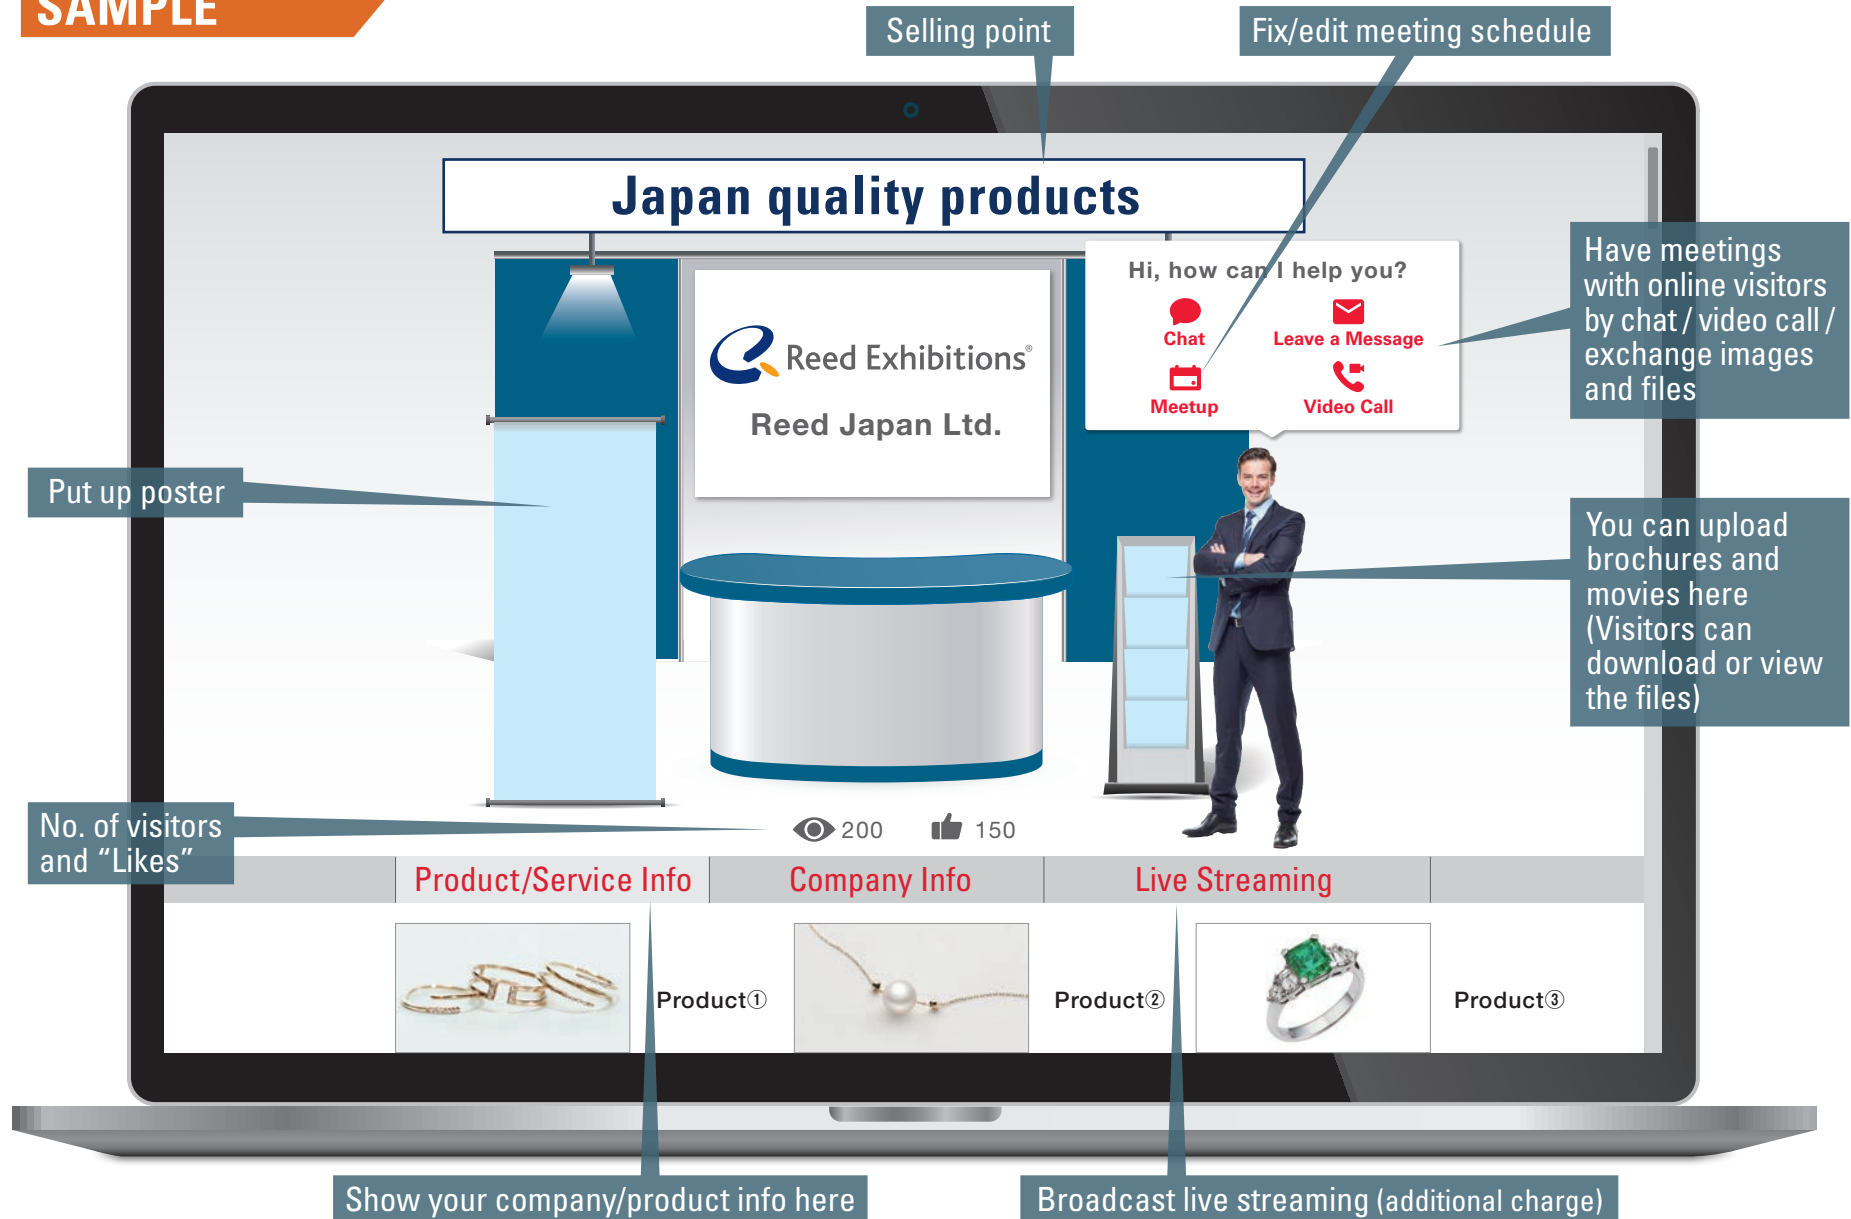 SAMPLE
Selling point
Fix/edit meeting schedule
Japan quality products
Hi, how can I help you?
Chat
Leave a Message
Meetup
Video Call
Have meetings
with online visitors
by chat / video call /
exchange images
and files
Reed Exhibitions®
Reed Japan Ltd.
Put up poster
You can upload
brochures and
movies here
(Visitors can
download or view
the files)
No. of visitors
and “Likes”
200
150
Product/Service Info
Company Info
Live Streaming
Product①
Product②
Product③
Show your company/product info here
Broadcast live streaming (additional charge)